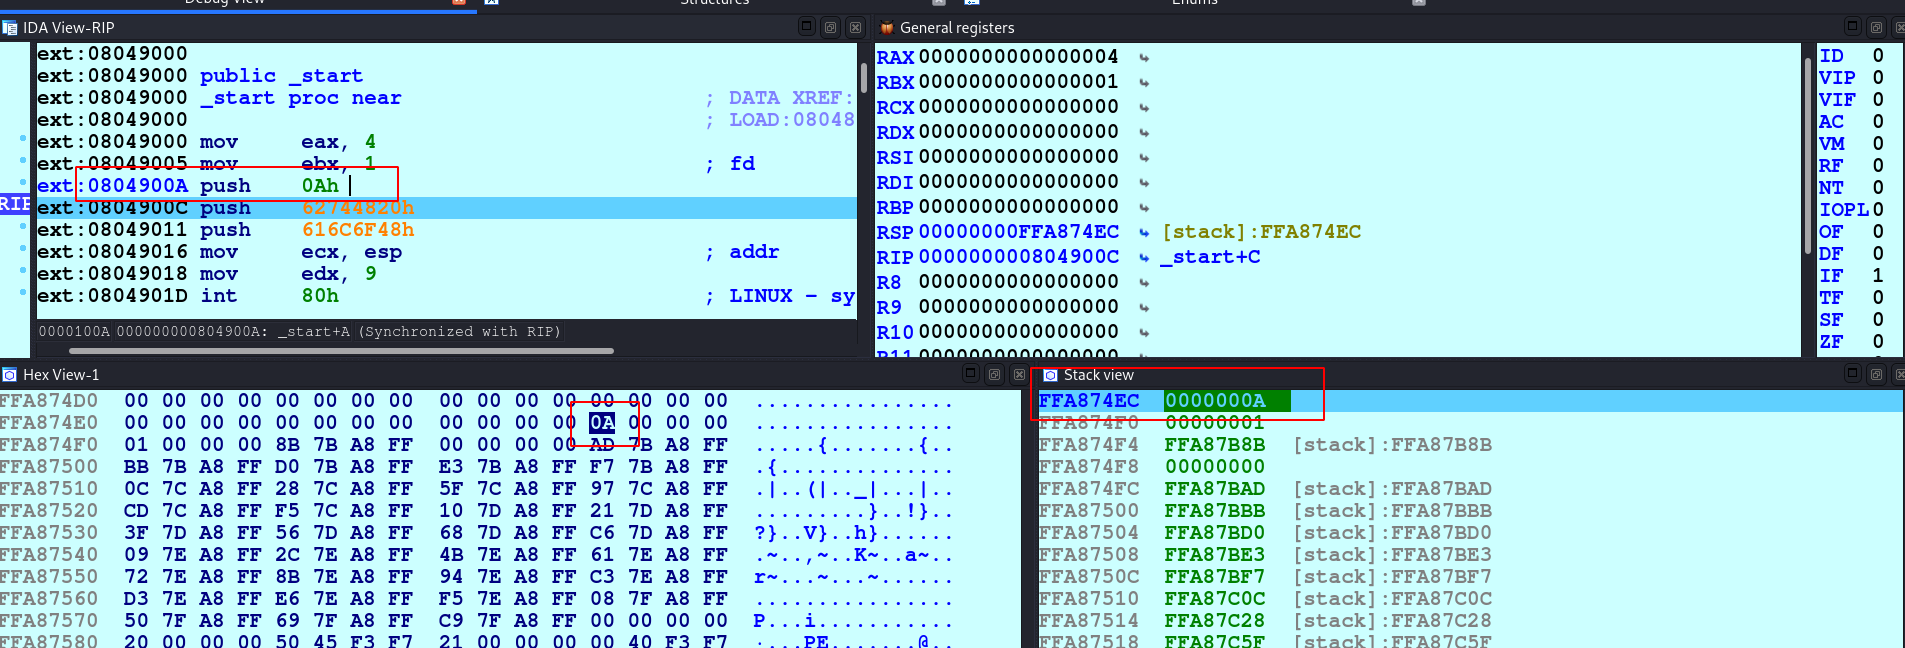 Debug View Structures Enums
IDA View-RIP
ext:08049000
ext:08049000 public _start
ext:08049000 _start proc near ; DATA XREF:
ext:08049000 ; LOAD:08048
ext:08049000 mov eax, 4
ext:08049005 mov ebx, 1 ; fd
ext:0804900A push 0Ah
RIP
ext:0804900C push 62744820h
ext:08049011 push 616C6F48h
ext:08049016 mov ecx, esp ; addr
ext:08049018 mov edx, 9
ext:0804901D int 80h ; LINUX – sy
0000100A 000000000804900A: _start+A (Synchronized with RIP)
General registers
RAX 0000000000000004
RBX 0000000000000001
RCX 0000000000000000
RDX 0000000000000000
RSI 0000000000000000
RDI 0000000000000000
RBP 0000000000000000
RSP 00000000FFA874EC [stack]:FFA874EC
RIP 000000000804900C _start+C
R8 0000000000000000
R9 0000000000000000
R10 0000000000000000
R11 0000000000000000
ID 0
VIP 0
VIF 0
AC 0
VM 0
RF 0
NT 0
IOPL 0
OF 0
DF 0
IF 1
TF 0
SF 0
ZF 0
Hex View-1
FFA874D0 00 00 00 00 00 00 00 00 00 00 00 00 00 00 00 00 ................
FFA874E0 00 00 00 00 00 00 00 00 00 00 00 00 0A 00 00 00 ................
FFA874F0 01 00 00 00 8B 7B A8 FF 00 00 00 00 AD 7B A8 FF .....{.......{..
FFA87500 BB 7B A8 FF D0 7B A8 FF E3 7B A8 FF F7 7B A8 FF .{..............
FFA87510 0C 7C A8 FF 28 7C A8 FF 5F 7C A8 FF 97 7C A8 FF .|..(|.._|...|..
FFA87520 CD 7C A8 FF F5 7C A8 FF 10 7D A8 FF 21 7D A8 FF .........}..!}..
FFA87530 3F 7D A8 FF 56 7D A8 FF 68 7D A8 FF C6 7D A8 FF ?}..V}..h}......
FFA87540 09 7E A8 FF 2C 7E A8 FF 4B 7E A8 FF 61 7E A8 FF .~..,~..K~..a~..
FFA87550 72 7E A8 FF 8B 7E A8 FF 94 7E A8 FF C3 7E A8 FF r~...~...~......
FFA87560 D3 7E A8 FF E6 7E A8 FF F5 7E A8 FF 08 7F A8 FF ................
FFA87570 50 7F A8 FF 69 7F A8 FF C9 7F A8 FF 00 00 00 00 P...i...........
FFA87580 20 00 00 00 50 45 F3 F7 21 00 00 00 00 40 F3 F7 ....PE.......@..
Stack view
FFA874EC 0000000A
FFA874F0 00000001
FFA874F4 FFA87B8B [stack]:FFA87B8B
FFA874F8 00000000
FFA874FC FFA87BAD [stack]:FFA87BAD
FFA87500 FFA87BBB [stack]:FFA87BBB
FFA87504 FFA87BD0 [stack]:FFA87BD0
FFA87508 FFA87BE3 [stack]:FFA87BE3
FFA8750C FFA87BF7 [stack]:FFA87BF7
FFA87510 FFA87C0C [stack]:FFA87C0C
FFA87514 FFA87C28 [stack]:FFA87C28
FFA87518 FFA87C5F [stack]:FFA87C5F